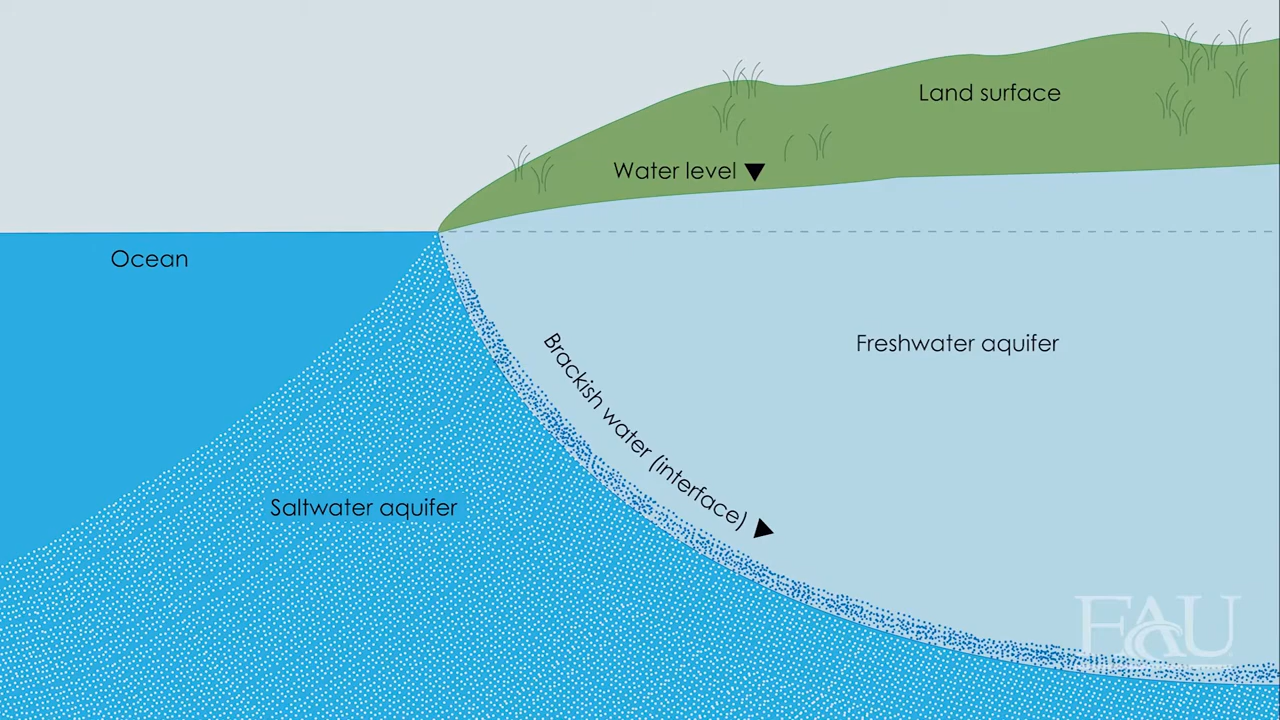 Land surface
Water level
Ocean
Freshwater aquifer
Brackish water (interface)
Saltwater aquifer
FAU